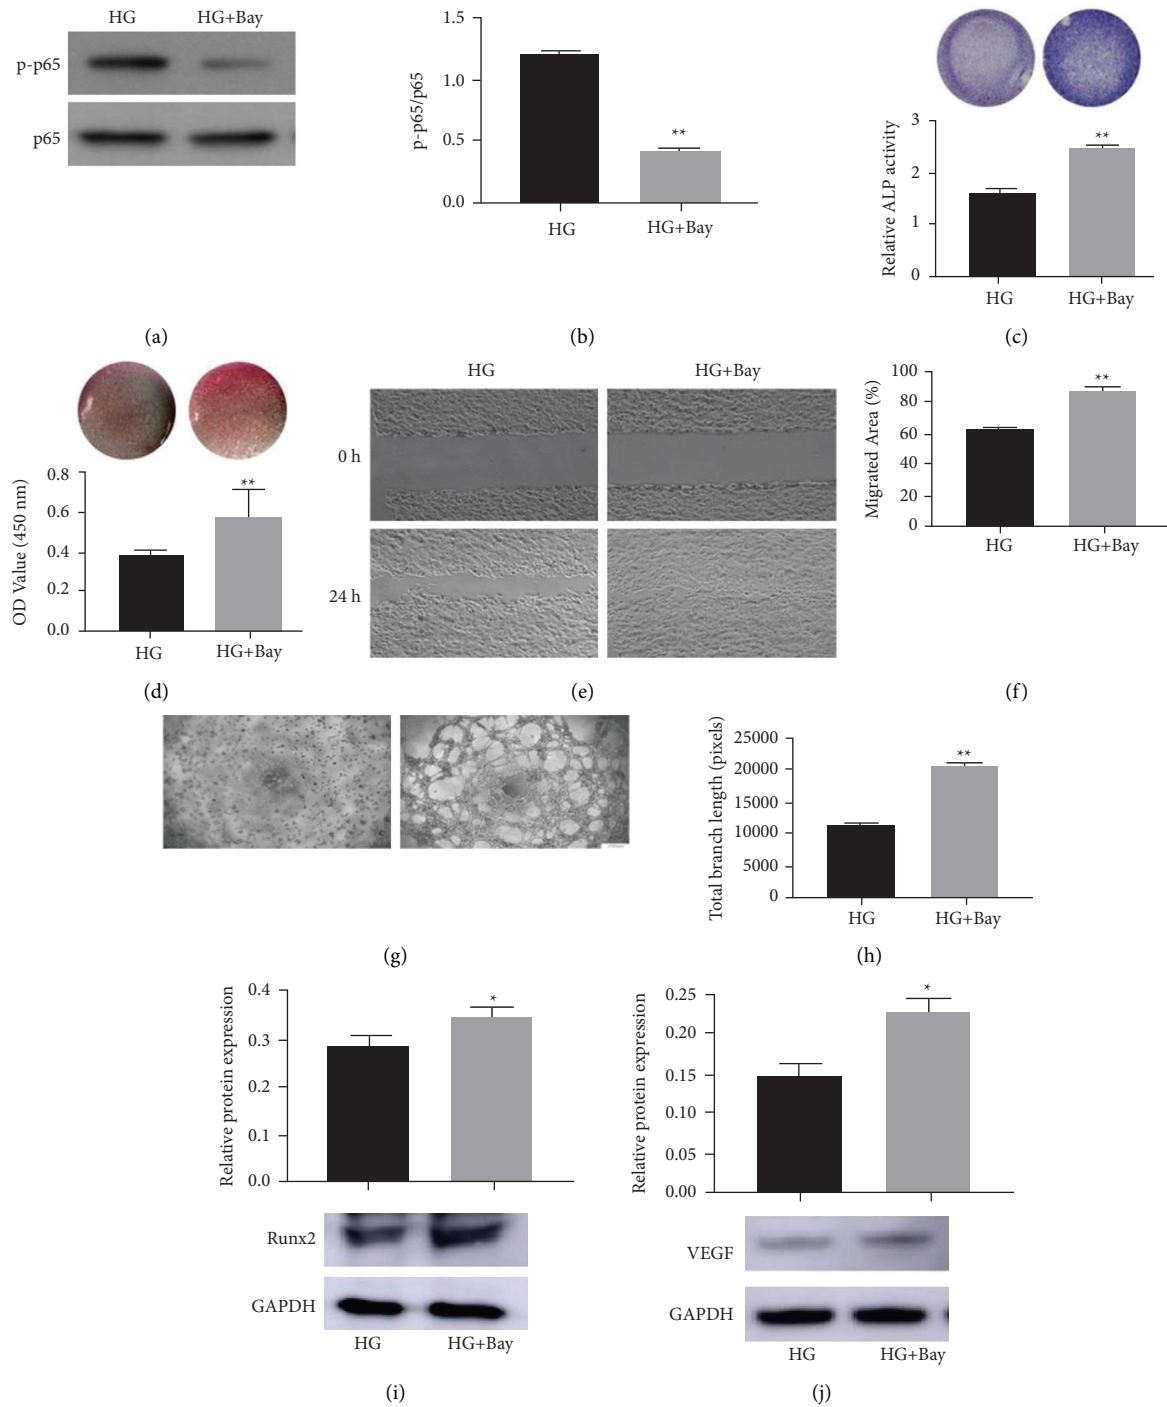 HG HG+Bay
p-p65
p65
(a)
p-p65/p65
1.5
1.0
0.5
0.0
**
HG HG+Bay
(b)
Relative ALP activity
3
2
1
0
**
HG HG+Bay
(c)
OD Value (450 nm)
0.8
0.6
0.4
0.2
0.0
**
HG HG+Bay
(d)
HG HG+Bay
0 h
24 h
(e)
Migrated Area (%)
100
80
60
40
20
0
**
HG HG+Bay
(f)
(g)
Total branch length (pixels)
25000
20000
15000
10000
5000
0
**
HG HG+Bay
(h)
Relative protein expression
0.4
0.3
0.2
0.1
0.0
*
Runx2
GAPDH
HG HG+Bay
(i)
Relative protein expression
0.25
0.20
0.15
0.10
0.05
0.00
*
VEGF
GAPDH
HG HG+Bay
(j)